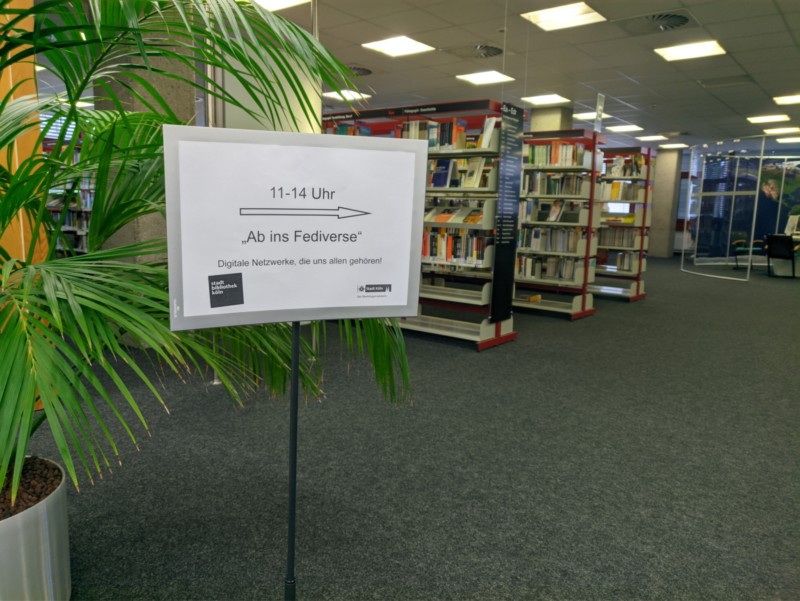 11-14 Uhr
„Ab ins Fediverse“
Digitale Netzwerke, die uns allen gehören!
stadt
bibliothek
köln
Stadt Köln